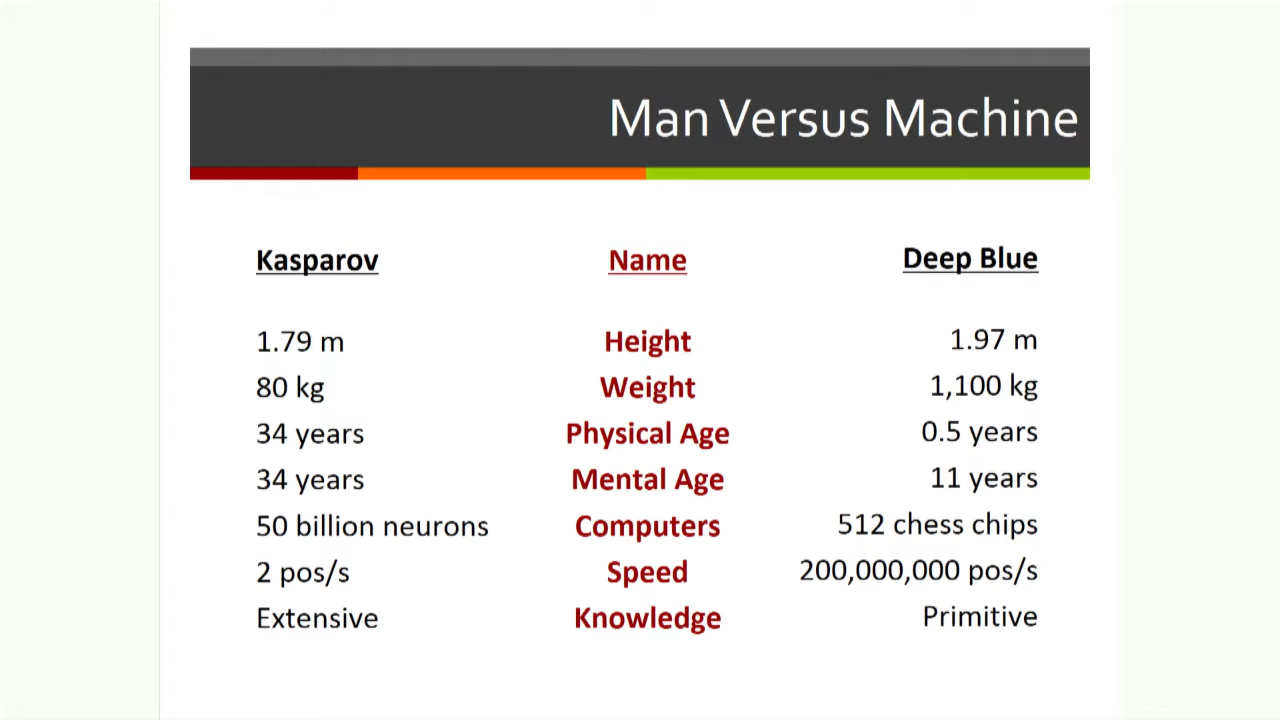 Man Versus Machine
Kasparov Name Deep Blue
1.79 m Height 1.97 m
80 kg Weight 1,100 kg
34 years Physical Age 0.5 years
34 years Mental Age 11 years
50 billion neurons Computers 512 chess chips
2 pos/s Speed 200,000,000 pos/s
Extensive Knowledge Primitive